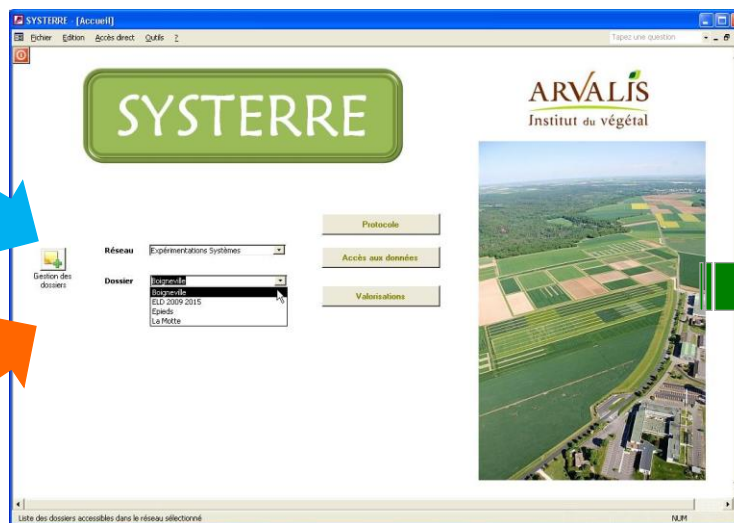 SYSTERRE - [Accueil]
Fichier Edition Accès direct Outils ?
Tapez une question
SYSTERRE
ARVALIS
Institut du végétal
Protocole
Réseau Expérimentations Systèmes
Accès aux données
Gestion des
dossiers
Dossier Boigneville
Valorisations
Boigneville
ELD 2009 2015
Epieds
La Motte
Liste des dossiers accessibles dans le réseau sélectionné
NUM